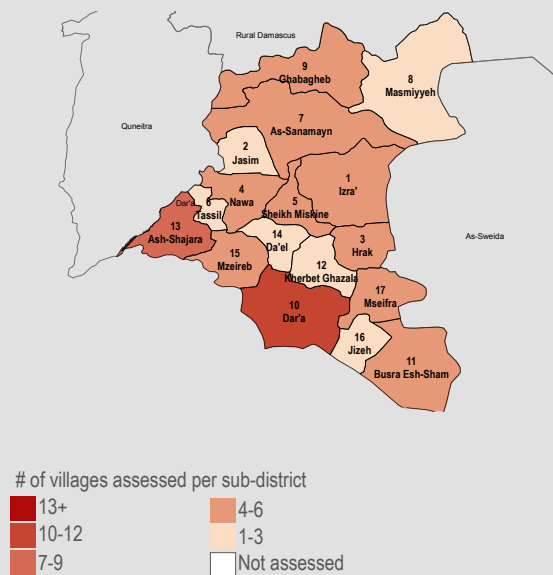 Rural Damascus
9
Ghabagheb
8
Masmiyyeh
7
As-Sanamayn
Quneitra
2
Jasim
1
Izra'
4
Nawa
5
Sheikh Miskine
Dar'a
6
Tassil
13
Ash-Shajara
14
Da'el
3
Hrak
As-Sweida
15
Mzeireb
12
Kherbet Ghazala
17
Mseifra
10
Dar'a
16
Jizeh
11
Busra Esh-Sham
# of villages assessed per sub-district
13+
4-6
10-12
1-3
7-9
Not assessed